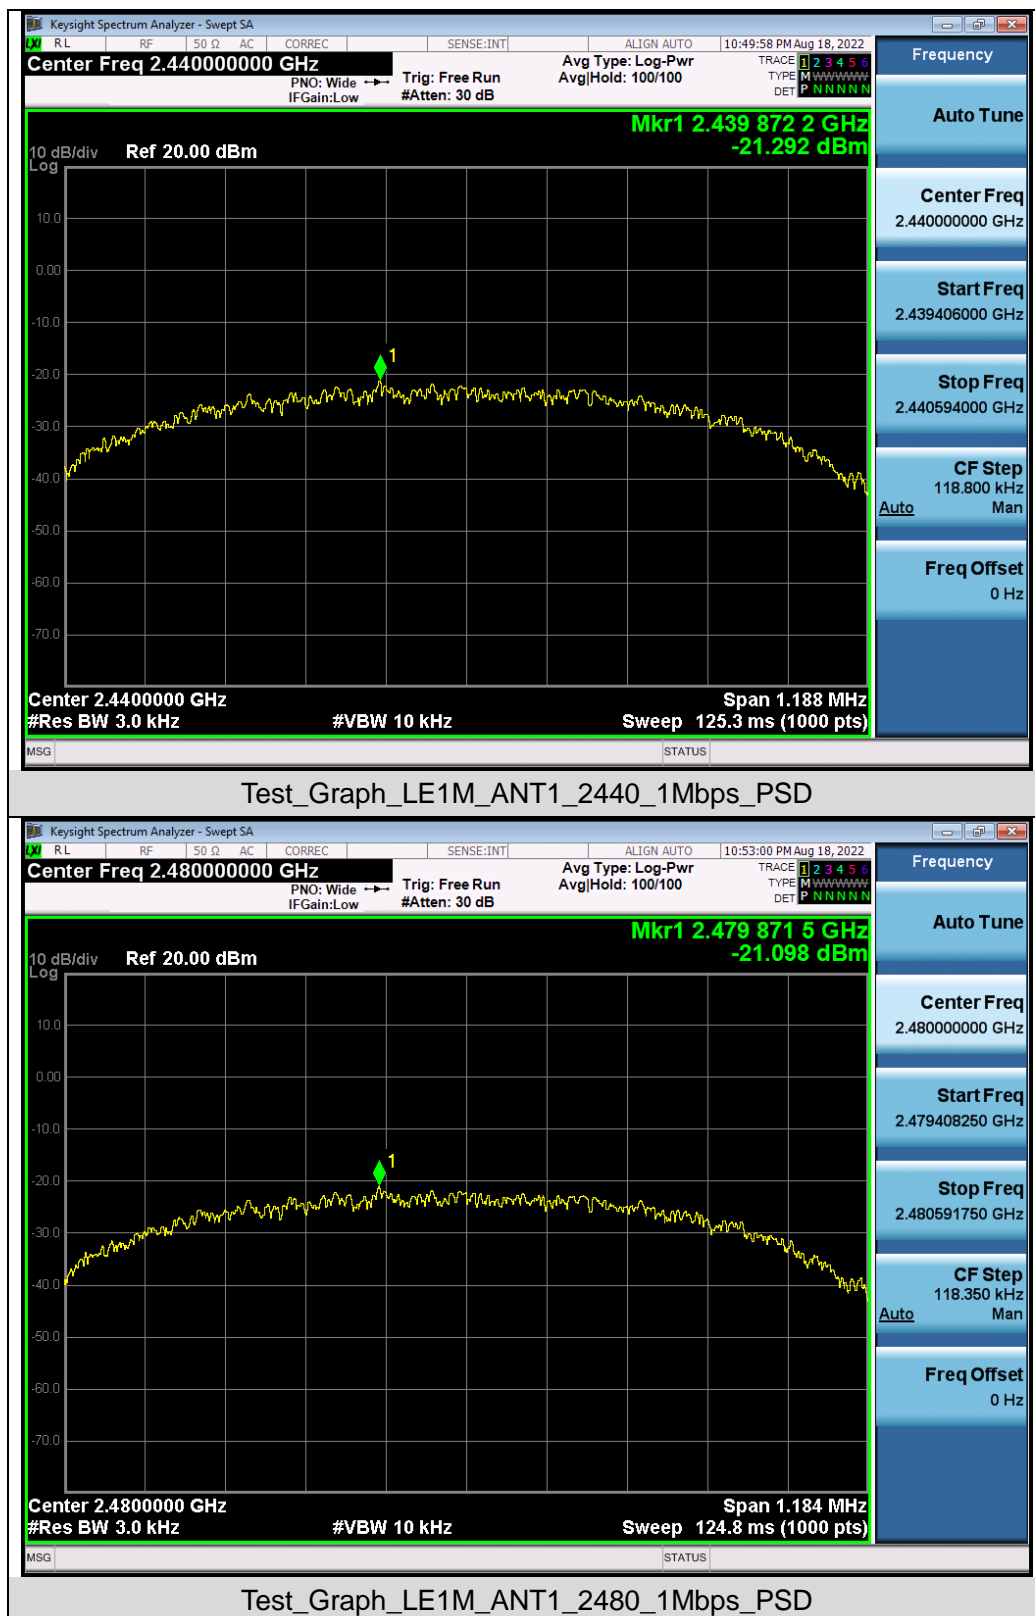 Keysight Spectrum Analyzer - Swept SA
LXI RL RF 50 Ω AC CORREC SENSE:INT ALIGN AUTO 10:49:58 PM Aug 18, 2022
Center Freq 2.440000000 GHz
PNO: Wide
IFGain:Low
Trig: Free Run
#Atten: 30 dB
Avg Type: Log-Pwr
Avg|Hold: 100/100
TRACE 1 2 3 4 5 6
TYPE M WWWWW
DET P N N N N N
Mkr1 2.439 872 2 GHz
-21.292 dBm
10 dB/div
Log
Ref 20.00 dBm
10.0
0.00
-10.0
-20.0
-30.0
-40.0
-50.0
-60.0
-70.0
1
Center 2.4400000 GHz
#Res BW 3.0 kHz
#VBW 10 kHz
Span 1.188 MHz
Sweep 125.3 ms (1000 pts)
MSG
STATUS
Frequency
Auto Tune
Center Freq
2.440000000 GHz
Start Freq
2.439406000 GHz
Stop Freq
2.440594000 GHz
CF Step
118.800 kHz
Auto Man
Freq Offset
0 Hz
Test_Graph_LE1M_ANT1_2440_1Mbps_PSD
Keysight Spectrum Analyzer - Swept SA
LXI RL RF 50 Ω AC CORREC SENSE:INT ALIGN AUTO 10:53:00 PM Aug 18, 2022
Center Freq 2.480000000 GHz
PNO: Wide
IFGain:Low
Trig: Free Run
#Atten: 30 dB
Avg Type: Log-Pwr
Avg|Hold: 100/100
TRACE 1 2 3 4 5 6
TYPE M WWWWW
DET P N N N N N
Mkr1 2.479 871 5 GHz
-21.098 dBm
10 dB/div
Log
Ref 20.00 dBm
10.0
0.00
-10.0
-20.0
-30.0
-40.0
-50.0
-60.0
-70.0
1
Center 2.4800000 GHz
#Res BW 3.0 kHz
#VBW 10 kHz
Span 1.184 MHz
Sweep 124.8 ms (1000 pts)
MSG
STATUS
Frequency
Auto Tune
Center Freq
2.480000000 GHz
Start Freq
2.479408250 GHz
Stop Freq
2.480591750 GHz
CF Step
118.350 kHz
Auto Man
Freq Offset
0 Hz
Test_Graph_LE1M_ANT1_2480_1Mbps_PSD